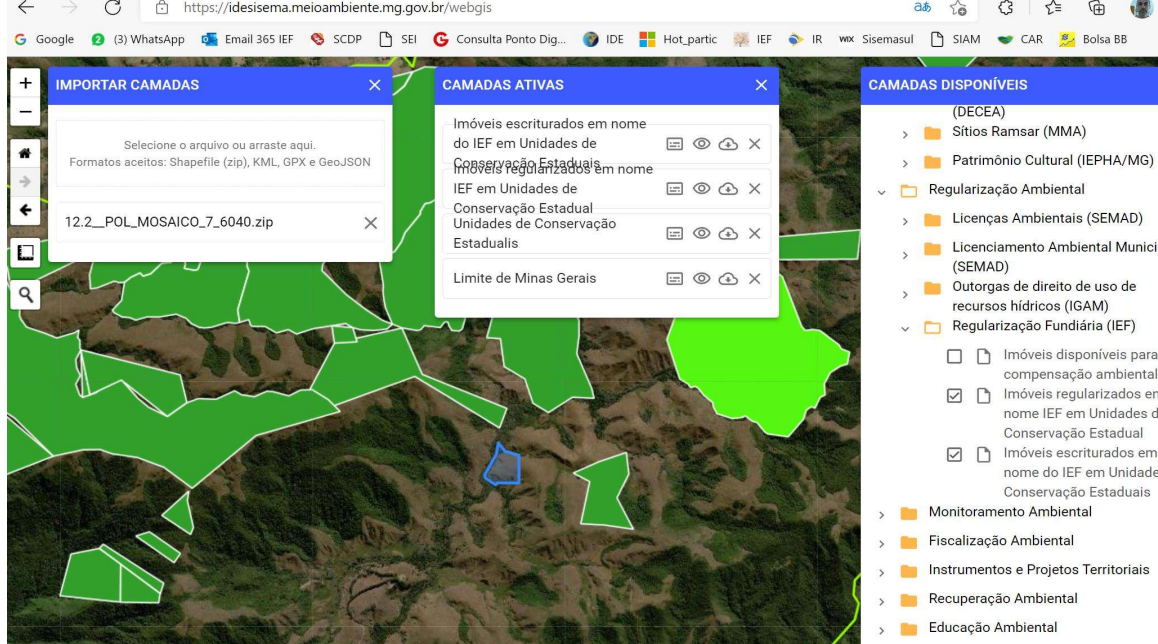 https://idesisema.meioambiente.mg.gov.br/webgis
Google
(3) WhatsApp
Email 365 IEF
SCDP
SEI
Consulta Ponto Dig...
IDE
Hot_partic
IEF
IR
WIX Sisemasul
SIAM
CAR
Bolsa BB
IMPORTAR CAMADAS
Selecione o arquivo ou arraste aqui.
Formatos aceitos: Shapefile (zip), KML, GPX e GeoJSON
12.2__POL_MOSAICO_7_6040.zip
CAMADAS ATIVAS
Imóveis escriturados em nome
do IEF em Unidades de
Conservação Estaduais
Imóveis regularizados em nome
IEF em Unidades de
Conservação Estadual
Unidades de Conservação
Estadualis
Limite de Minas Gerais
CAMADAS DISPONÍVEIS
(DECEA)
Sítios Ramsar (MMA)
Patrimônio Cultural (IEPHA/MG)
Regularização Ambiental
Licenças Ambientais (SEMAD)
Licenciamento Ambiental Munici
(SEMAD)
Outorgas de direito de uso de
recursos hídricos (IGAM)
Regularização Fundiária (IEF)
Imóveis disponíveis para
compensação ambiental
Imóveis regularizados em
nome IEF em Unidades d
Conservação Estadual
Imóveis escriturados em
nome do IEF em Unidade
Conservação Estaduais
Monitoramento Ambiental
Fiscalização Ambiental
Instrumentos e Projetos Territoriais
Recuperação Ambiental
Educação Ambiental